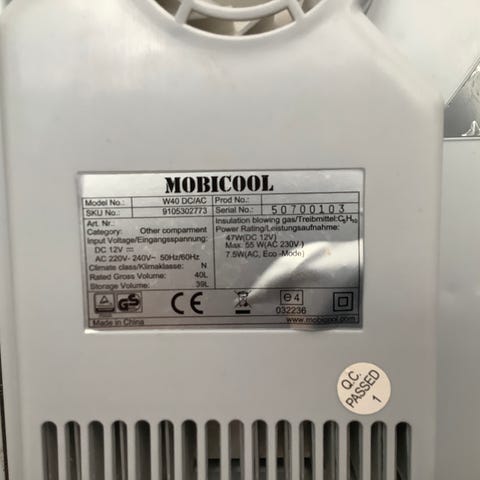 MOBICOOL
Model No.: W40 DC/AC Prod No.:
SKU No.: 9105302773 Serial No.: 50700103
Art. Nr.:
Category: Other comparment
Input Voltage/Eingangsspannung:
DC 12V
AC 220V- 240V~ 50Hz/60Hz
Climate class/Klimaklasse: N
Rated Gross Volume: 40L
Storage Volume: 39L
Insulation blowing gas/Treibmittel:C₅H₁₀
Power Rating/Leistungsaufnahme:
47W(DC 12V)
Max. 55 W(AC 230V )
7.5W(AC, Eco -Mode)
GS
CE
e 4
032236
Made in China
www.mobicool.com
Q.C.
PASSED
1